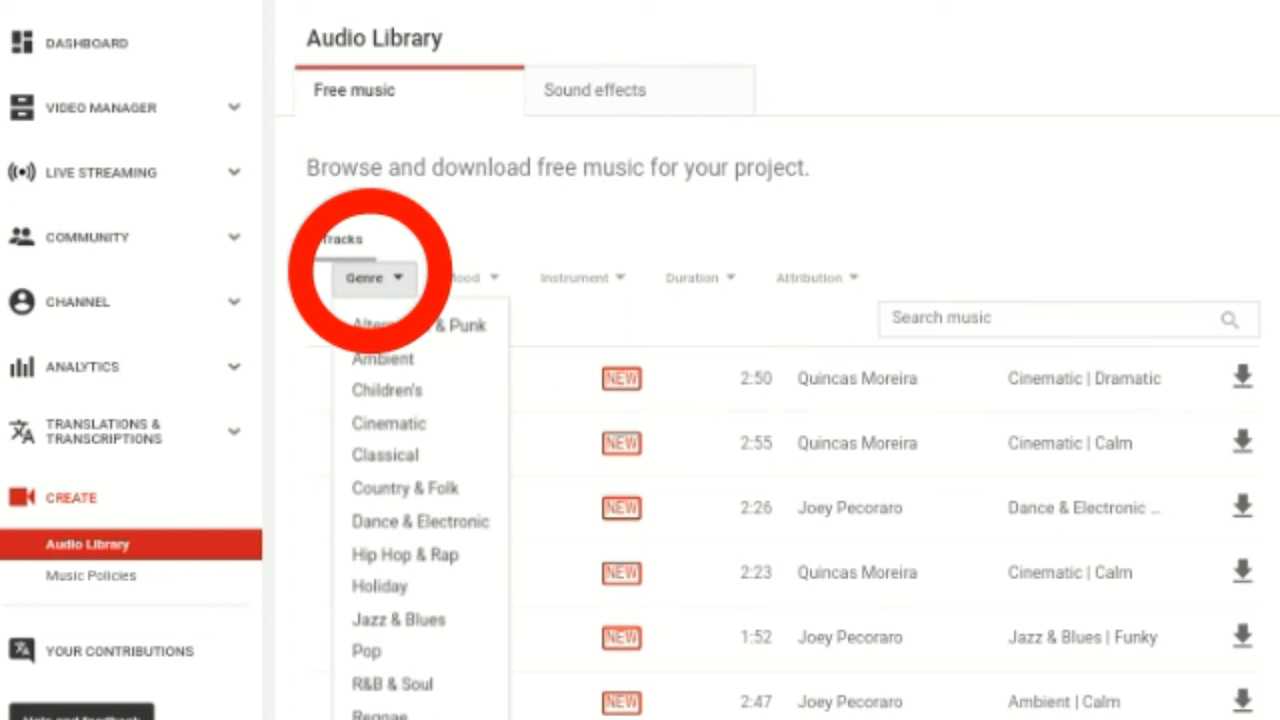 DASHBOARD
VIDEO MANAGER
LIVE STREAMING
COMMUNITY
CHANNEL
ANALYTICS
TRANSLATIONS &
TRANSCRIPTIONS
CREATE
Audio Library
Music Policies
YOUR CONTRIBUTIONS
Help and feedback
Audio Library
Free music Sound effects
Browse and download free music for your project.
Tracks
Genre Instrument Duration Attribution
Search music
& Punk
Ambient
Children's
Cinematic
Classical
Country & Folk
Dance & Electronic
Hip Hop & Rap
Holiday
Jazz & Blues
Pop
R&B & Soul
Reggae
NEW 2:50 Quincas Moreira Cinematic | Dramatic
NEW 2:55 Quincas Moreira Cinematic | Calm
NEW 2:26 Joey Pecoraro Dance & Electronic ...
NEW 2:23 Quincas Moreira Cinematic | Calm
NEW 1:52 Joey Pecoraro Jazz & Blues | Funky
NEW 2:47 Joey Pecoraro Ambient | Calm